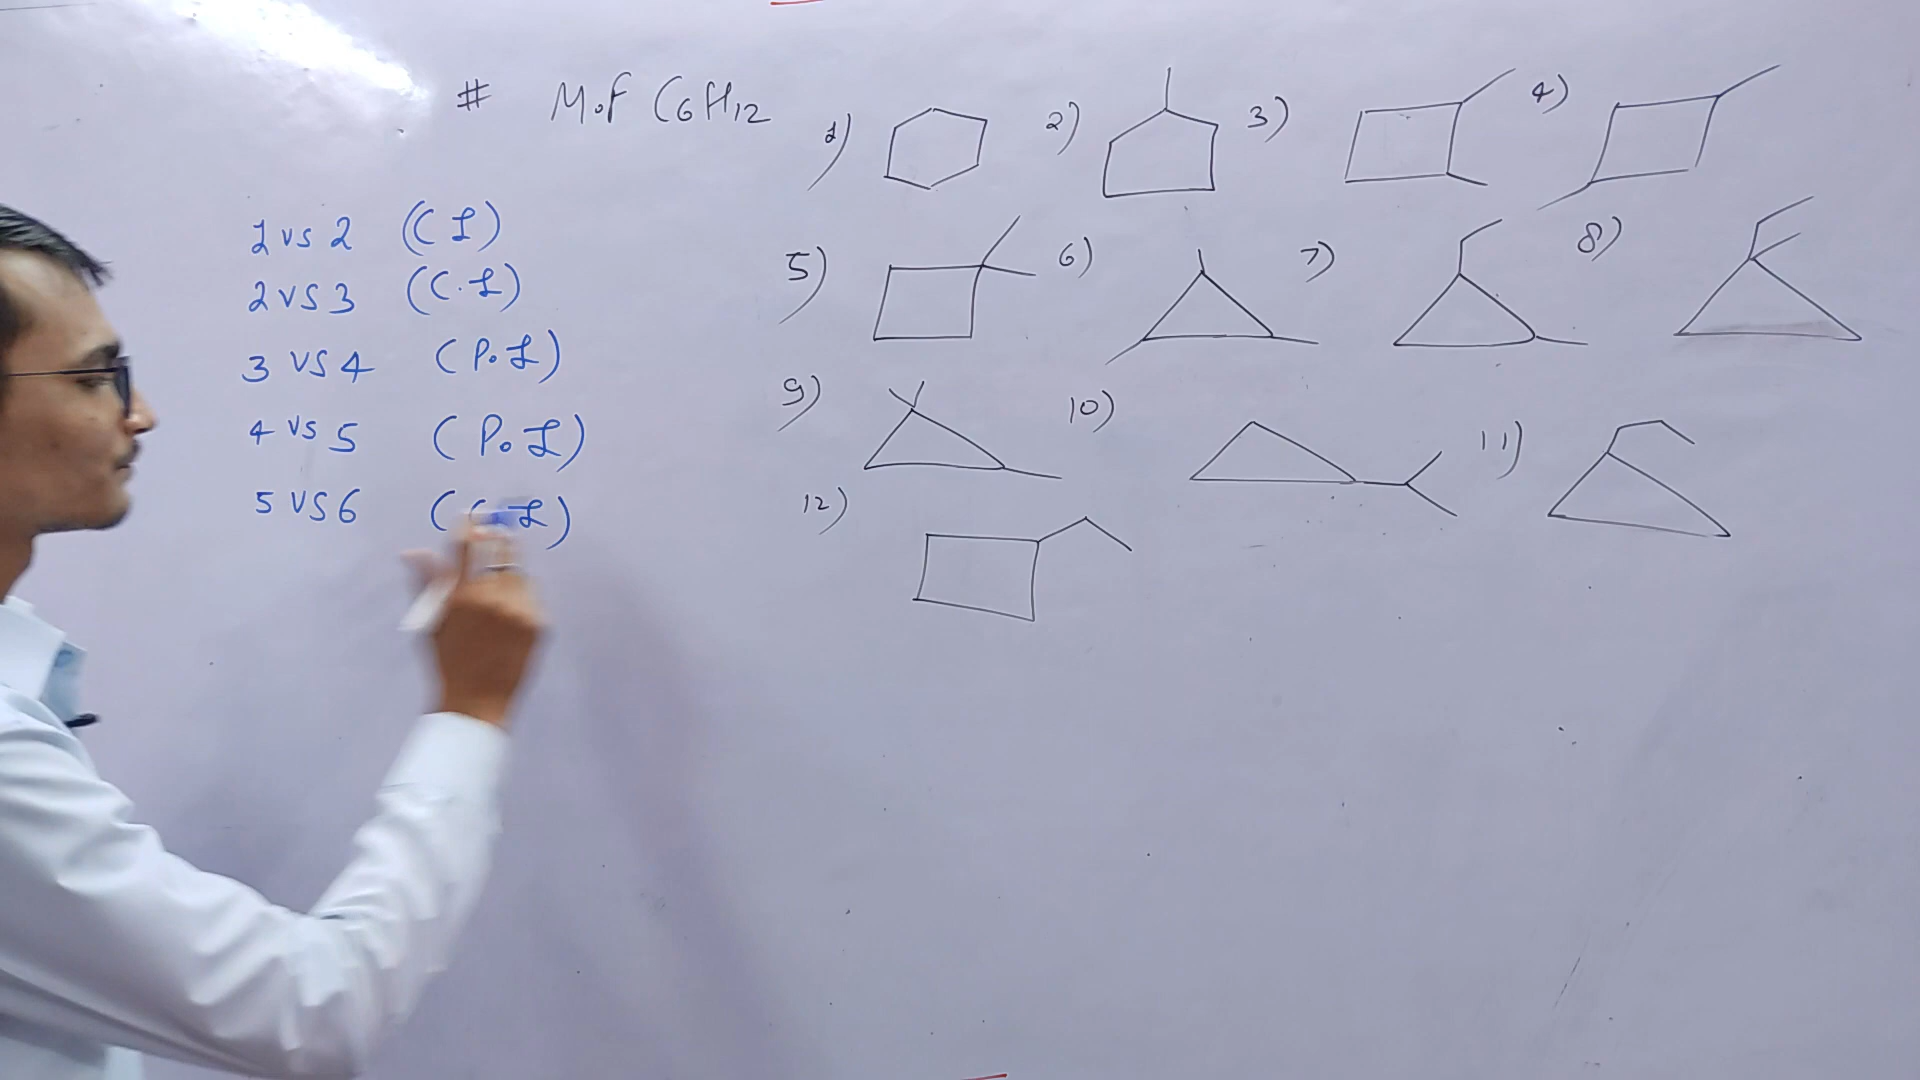 # M.F C6H12
1 vs 2 (C I)
2 vs 3 (C.I)
3 vs 4 (P.I)
4 vs 5 (P.I)
5 vs 6
1) 2) 3) 4)
5) 6) 7) 8)
9) 10) 11)
12)